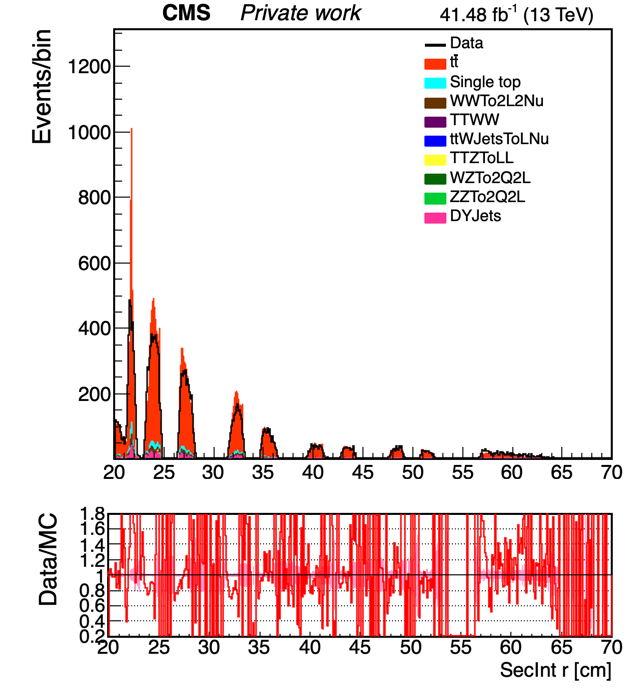 CMS Private work 41.48 fb⁻¹ (13 TeV)
Events/bin
1200
1000
800
600
400
200
Data
tt̄
Single top
WWTo2L2Nu
TTWW
ttWJetsToLNu
TTZToLL
WZTo2Q2L
ZZTo2Q2L
DYJets
20 25 30 35 40 45 50 55 60 65 70
Data/MC
1.8
1.6
1.4
1.2
1
0.8
0.6
0.4
0.2
20 25 30 35 40 45 50 55 60 65 70
SecInt r [cm]